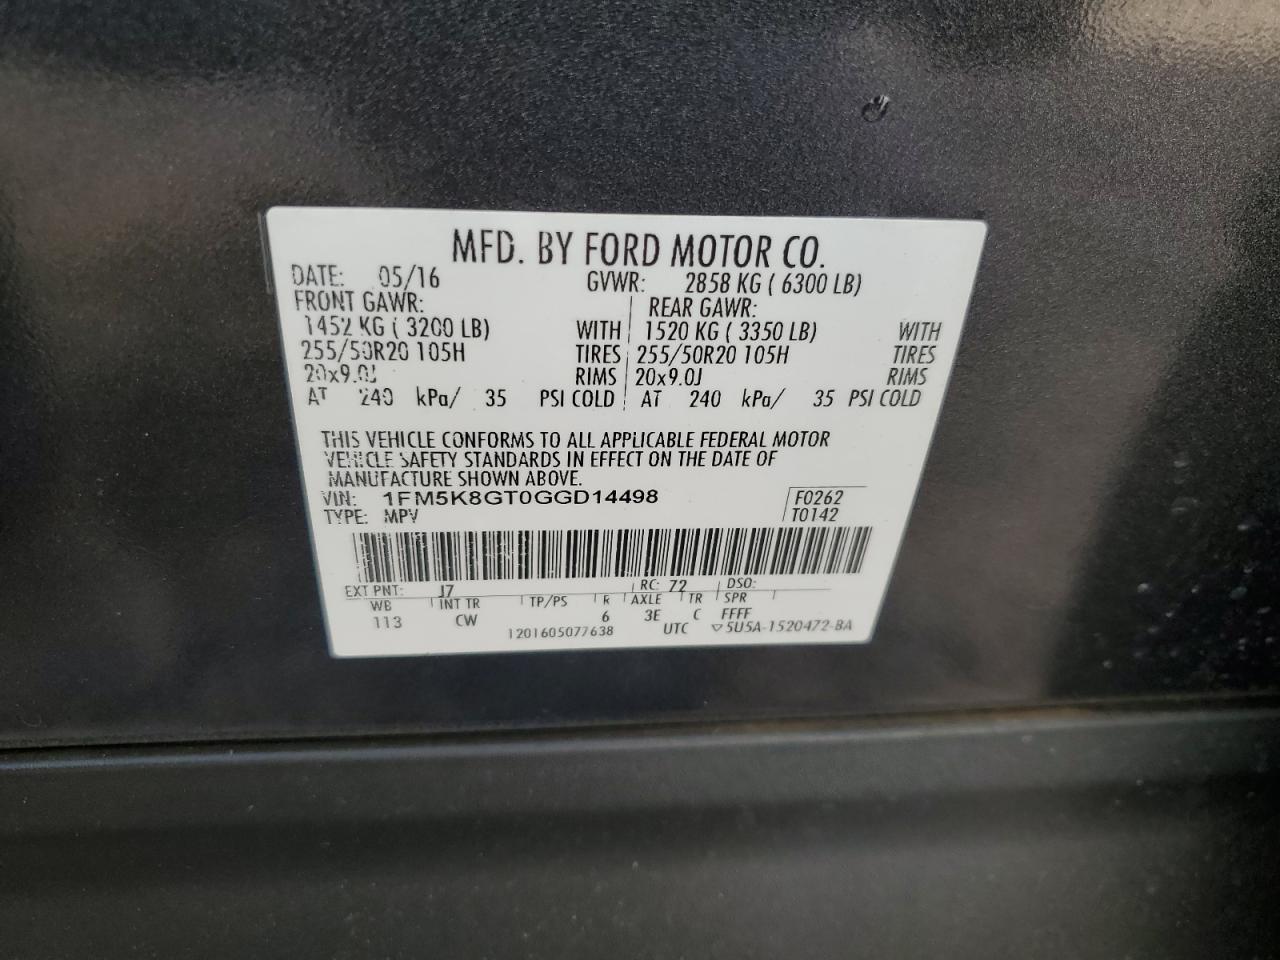 MFD. BY FORD MOTOR CO.
DATE: 05/16 GVWR: 2858 KG ( 6300 LB)
FRONT GAWR: REAR GAWR:
1452 KG ( 3200 LB) WITH 1520 KG ( 3350 LB) WITH
255/50R20 105H TIRES 255/50R20 105H TIRES
20x9.0J RIMS 20x9.0J RIMS
AT 240 kPa/ 35 PSI COLD AT 240 kPa/ 35 PSI COLD
THIS VEHICLE CONFORMS TO ALL APPLICABLE FEDERAL MOTOR
VEHICLE SAFETY STANDARDS IN EFFECT ON THE DATE OF
MANUFACTURE SHOWN ABOVE.
VIN: 1FM5K8GT0GGD14498 F0262
TYPE: MPV T0142
EXT PNT: J7 RC: 72 DSO:
WB INT TR TP/PS R AXLE TR SPR
113 CW 6 3E C FFFF
1201605077638 UTC ▽5U5A-1520472-BA